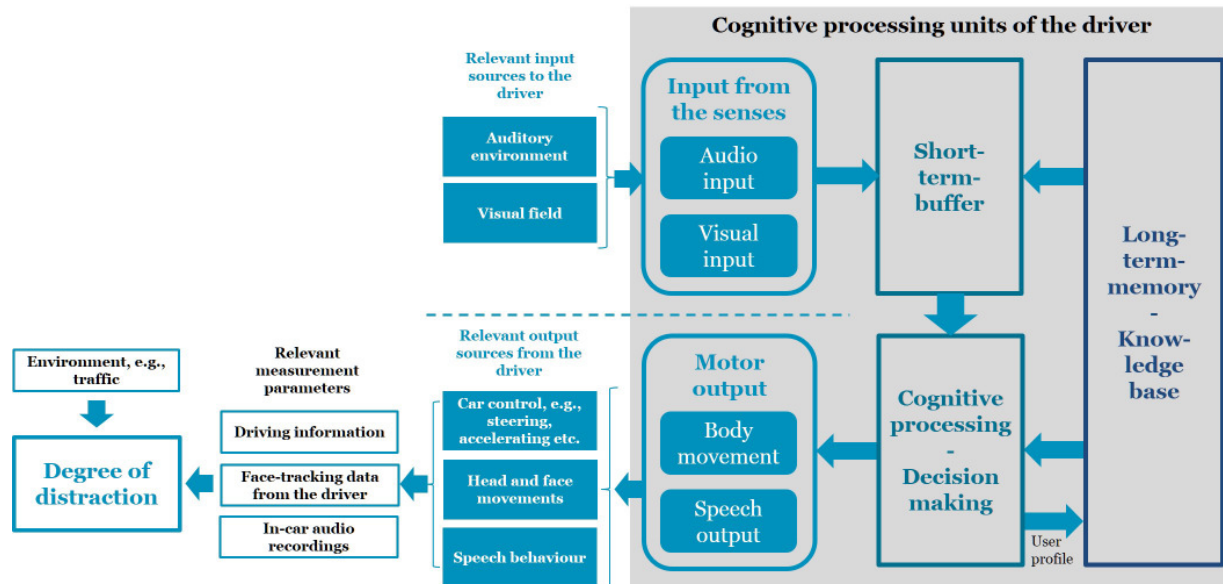 Cognitive processing units of the driver
Relevant input
sources to the
driver
Auditory
environment
Visual field
Input from
the senses
Audio
input
Visual
input
Short-
term-
buffer
Long-
term-
memory
-
Know-
ledge
base
Environment, e.g.,
traffic
Degree of
distraction
Relevant
measurement
parameters
Driving information
Face-tracking data
from the driver
In-car audio
recordings
Relevant output
sources from the
driver
Car control, e.g.,
steering,
accelerating etc.
Head and face
movements
Speech behaviour
Motor
output
Body
movement
Speech
output
Cognitive
processing
-
Decision
making
User
profile